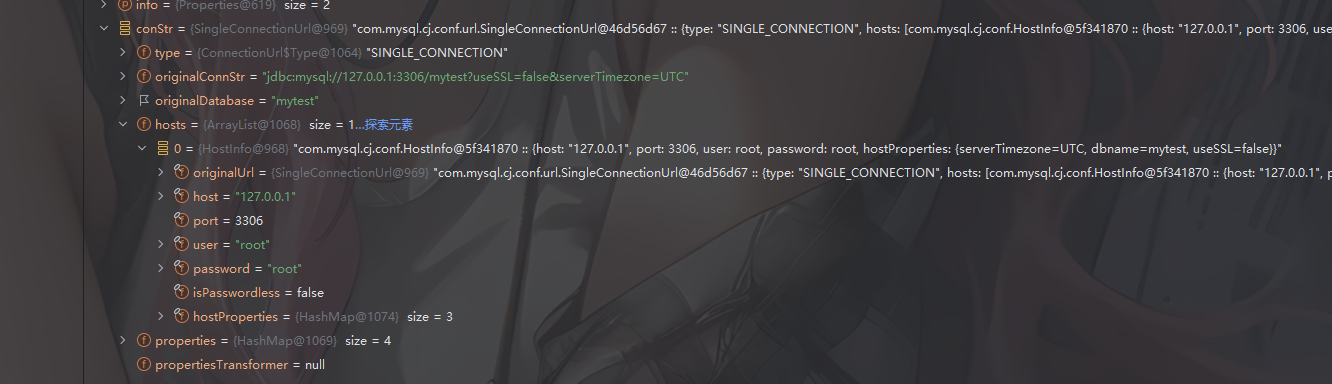 info = {Properties@619} size = 2
conStr = {SingleConnectionUrl@969} "com.mysql.cj.conf.url.SingleConnectionUrl@46d56d67 :: {type: "SINGLE_CONNECTION", hosts: [com.mysql.cj.conf.HostInfo@5f341870 :: {host: "127.0.0.1", port: 3306, use
type = {ConnectionUrl$Type@1064} "SINGLE_CONNECTION"
originalConnStr = "jdbc:mysql://127.0.0.1:3306/mytest?useSSL=false&serverTimezone=UTC"
originalDatabase = "mytest"
hosts = {ArrayList@1068} size = 1...探索元素
0 = {HostInfo@968} "com.mysql.cj.conf.HostInfo@5f341870 :: {host: "127.0.0.1", port: 3306, user: root, password: root, hostProperties: {serverTimezone=UTC, dbname=mytest, useSSL=false}}"
originalUrl = {SingleConnectionUrl@969} "com.mysql.cj.conf.url.SingleConnectionUrl@46d56d67 :: {type: "SINGLE_CONNECTION", hosts: [com.mysql.cj.conf.HostInfo@5f341870 :: {host: "127.0.0.1", p
host = "127.0.0.1"
port = 3306
user = "root"
password = "root"
isPasswordless = false
hostProperties = {HashMap@1074} size = 3
properties = {HashMap@1069} size = 4
propertiesTransformer = null